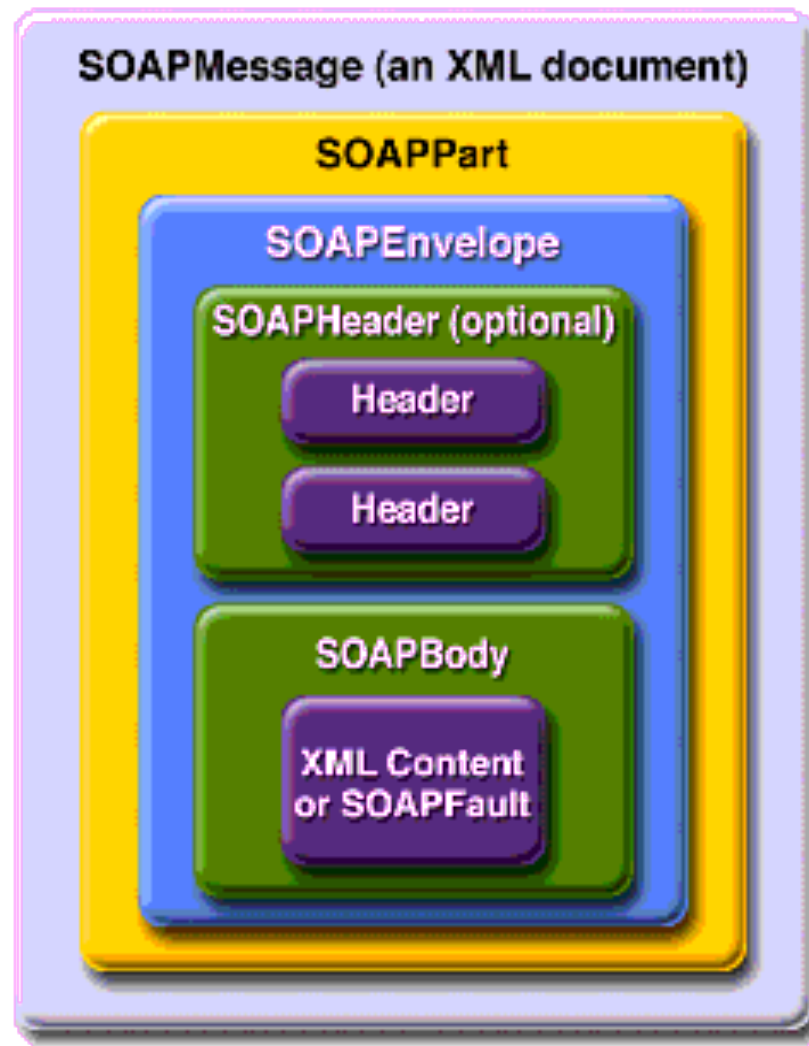 SOAPMessage (an XML document)
SOAPPart
SOAPEnvelope
SOAPHeader (optional)
Header
Header
SOAPBody
XML Content
or SOAPFault